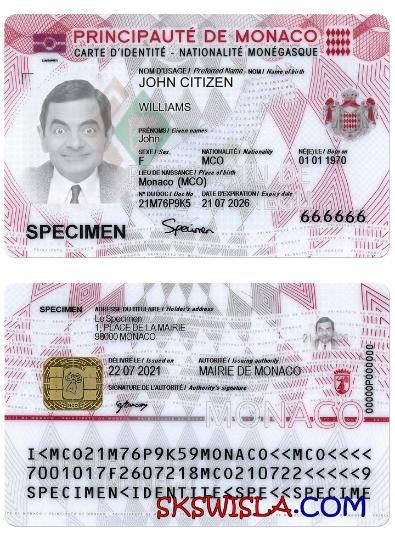 PRINCIPAUTÉ DE MONACO
CARTE D'IDENTITÉ - NATIONALITÉ MONÉGASQUE
NOM D'USAGE / Preferred Name - NOM / Name of birth
JOHN CITIZEN
WILLIAMS
PRÉNOMS / Given names
John
SEXE / Sex NATIONALITÉ / Nationality NÉ(E) LE / Born on
F MCO 01 01 1970
LIEU DE NAISSANCE / Place of birth
Monaco (MCO)
N° DU DOC / Doc No DATE D'EXPIRATION / Expiry date
21M76P9K5 21 07 2026
666666
SPECIMEN Specimen
SPECIMEN ADRESSE DU TITULAIRE / Holder's address
Le Specimen
1, PLACE DE LA MAIRIE
98000 MONACO
DÉLIVRÉ LE / Issued on AUTORITÉ / Issuing authority
22 07 2021 MAIRIE DE MONACO
SIGNATURE DE L'AUTORITÉ / Authority's signature
00000P000000
MONACO
I<MCO21M76P9K59MONACO<<MCO<<<<
7001017F2607218MCO210722<<<<<9
SPECIMEN<IDENTITE<SPE<<SPECIME
SKSWISLA.COM